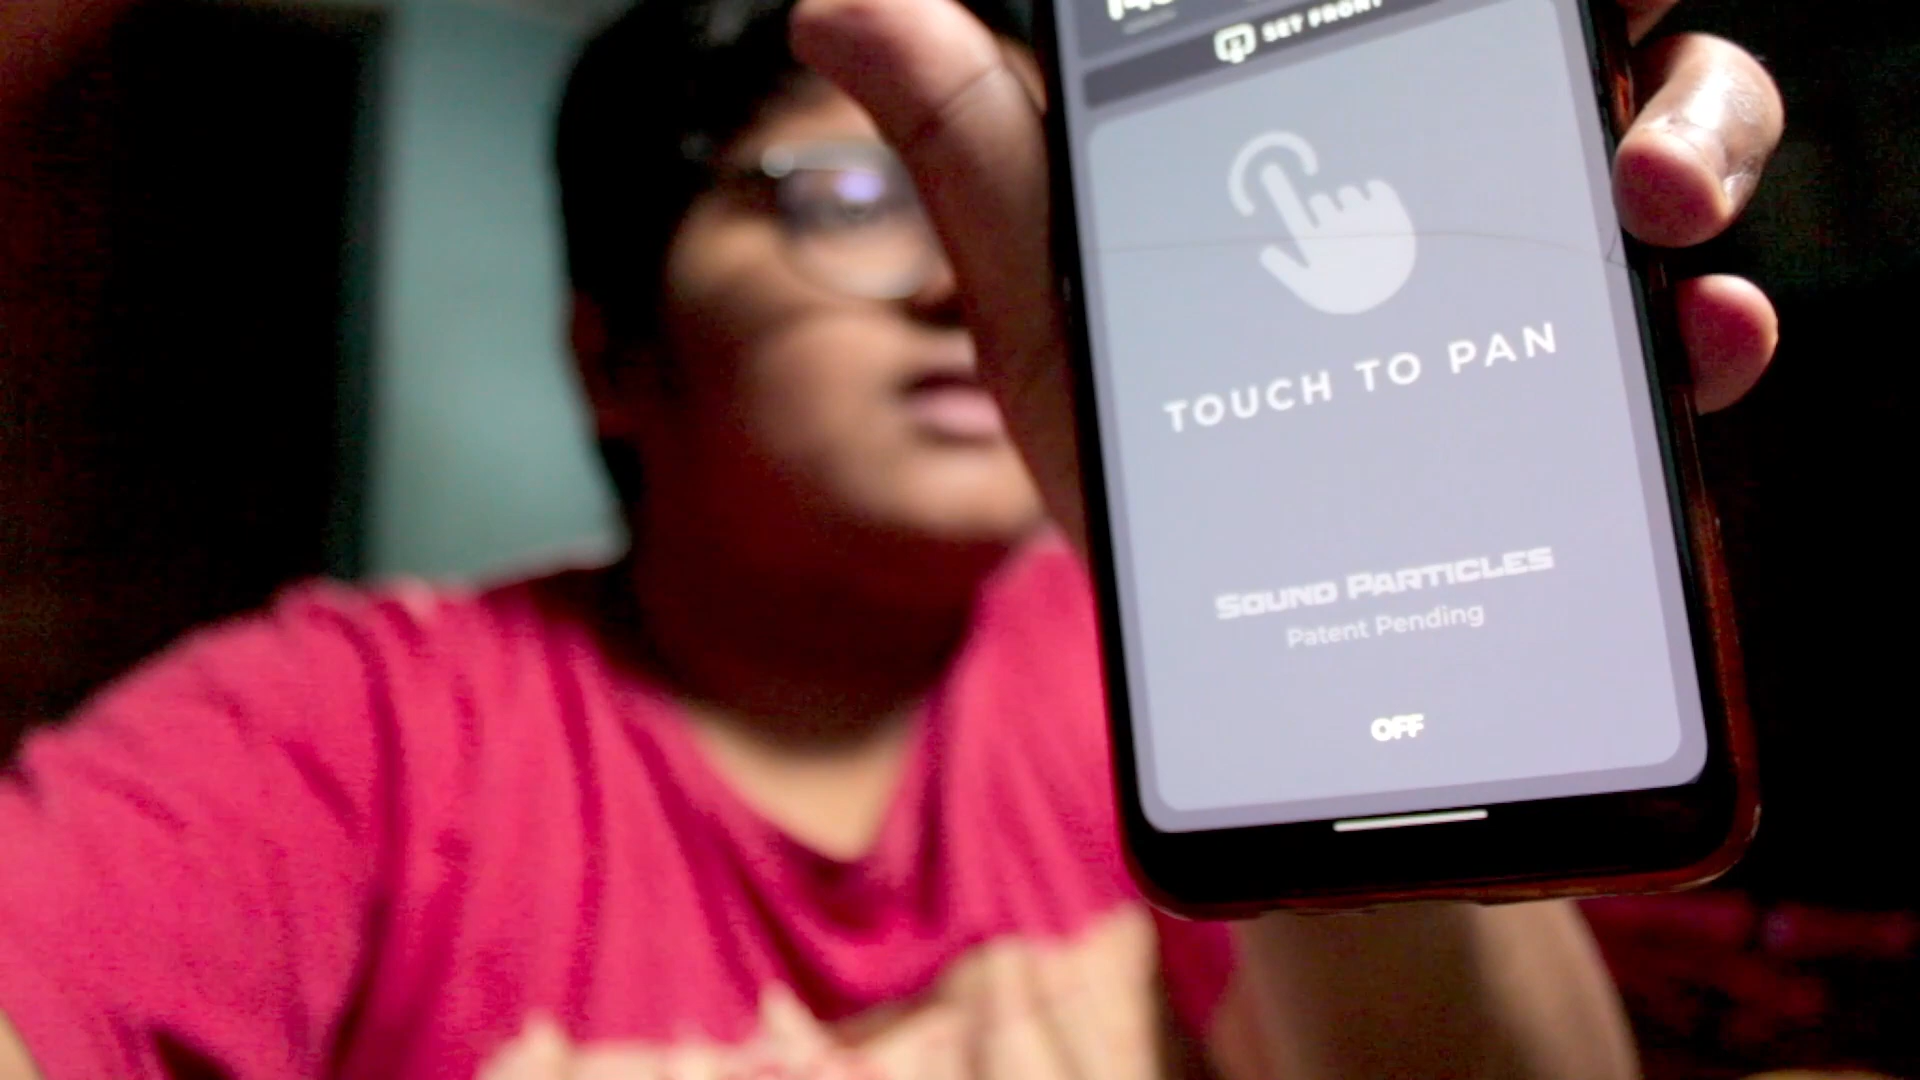 SET FRONT
TOUCH TO PAN
SOUND PARTICLES
Patent Pending
OFF